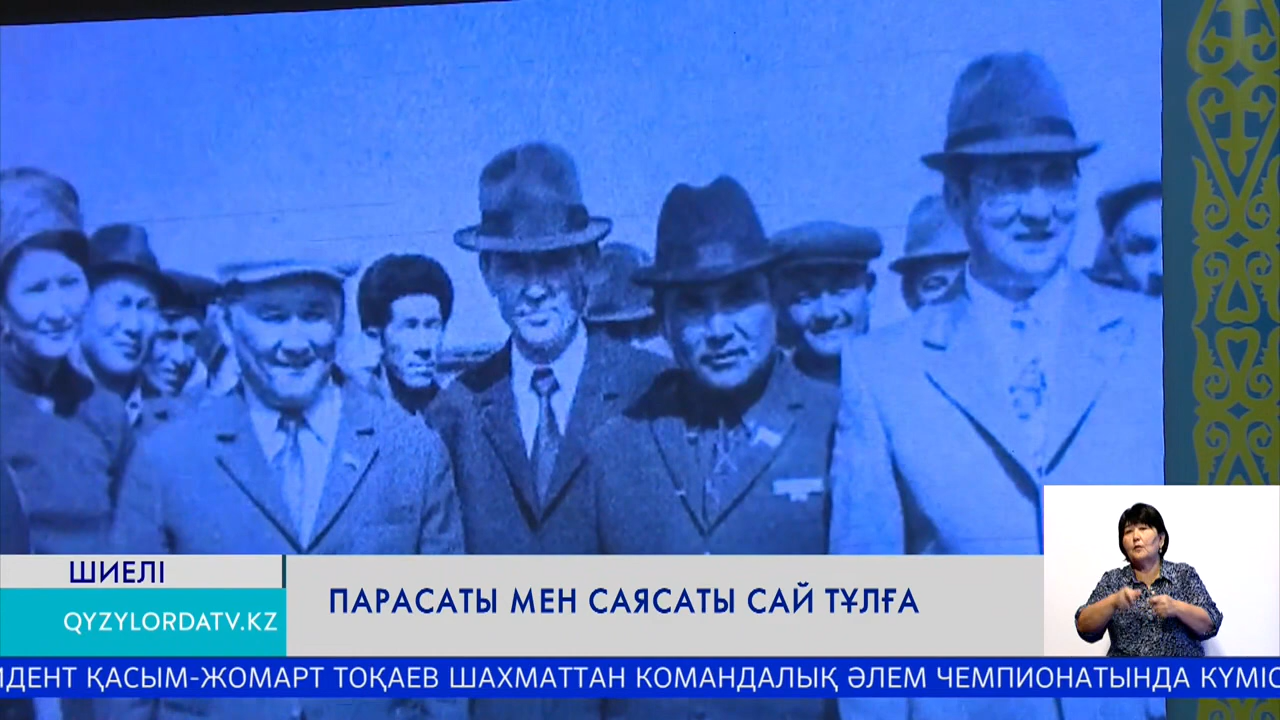 ШИЕЛІ
ПАРАСАТЫ МЕН САЯСАТЫ САЙ ТҰЛҒА
QYZYLORDATV.KZ
ИДЕНТ ҚАСЫМ-ЖОМАРТ ТОҚАЕВ ШАХМАТТАН КОМАНДАЛЫҚ ӘЛЕМ ЧЕМПИОНАТЫНДА КҮМІС